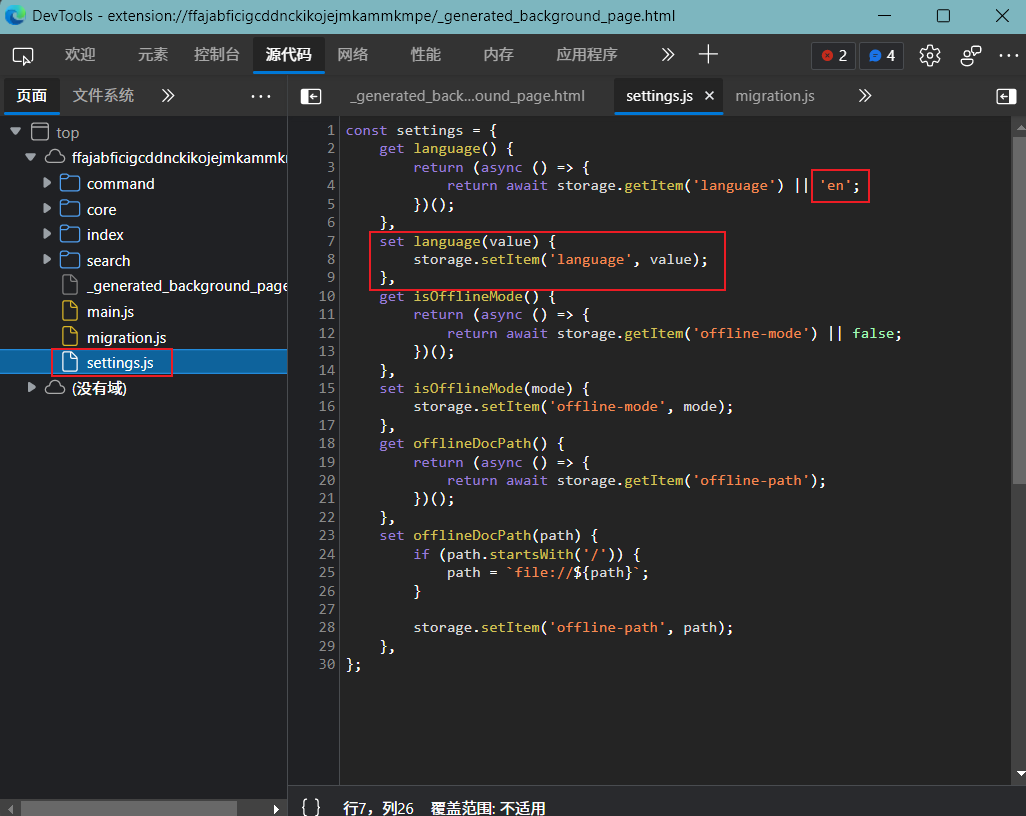 DevTools - extension://ffajabficigcddnckikojejmkammkmpe/_generated_background_page.html
欢迎 元素 控制台 源代码 网络 性能 内存 应用程序 2 4
页面 文件系统 _generated_back...ound_page.html settings.js migration.js
top
ffajabficigcddnckikojejmkammk
command
core
index
search
_generated_background_page
main.js
migration.js
settings.js
(没有域)
1 const settings = {
2 get language() {
3 return (async () => {
4 return await storage.getItem('language') || 'en';
5 })();
6 },
7 set language(value) {
8 storage.setItem('language', value);
9 },
10 get isOfflineMode() {
11 return (async () => {
12 return await storage.getItem('offline-mode') || false;
13 })();
14 },
15 set isOfflineMode(mode) {
16 storage.setItem('offline-mode', mode);
17 },
18 get offlineDocPath() {
19 return (async () => {
20 return await storage.getItem('offline-path');
21 })();
22 },
23 set offlineDocPath(path) {
24 if (path.startsWith('/')) {
25 path = `file://${path}`;
26 }
27
28 storage.setItem('offline-path', path);
29 },
30 };
{ } 行7，列26 覆盖范围: 不适用